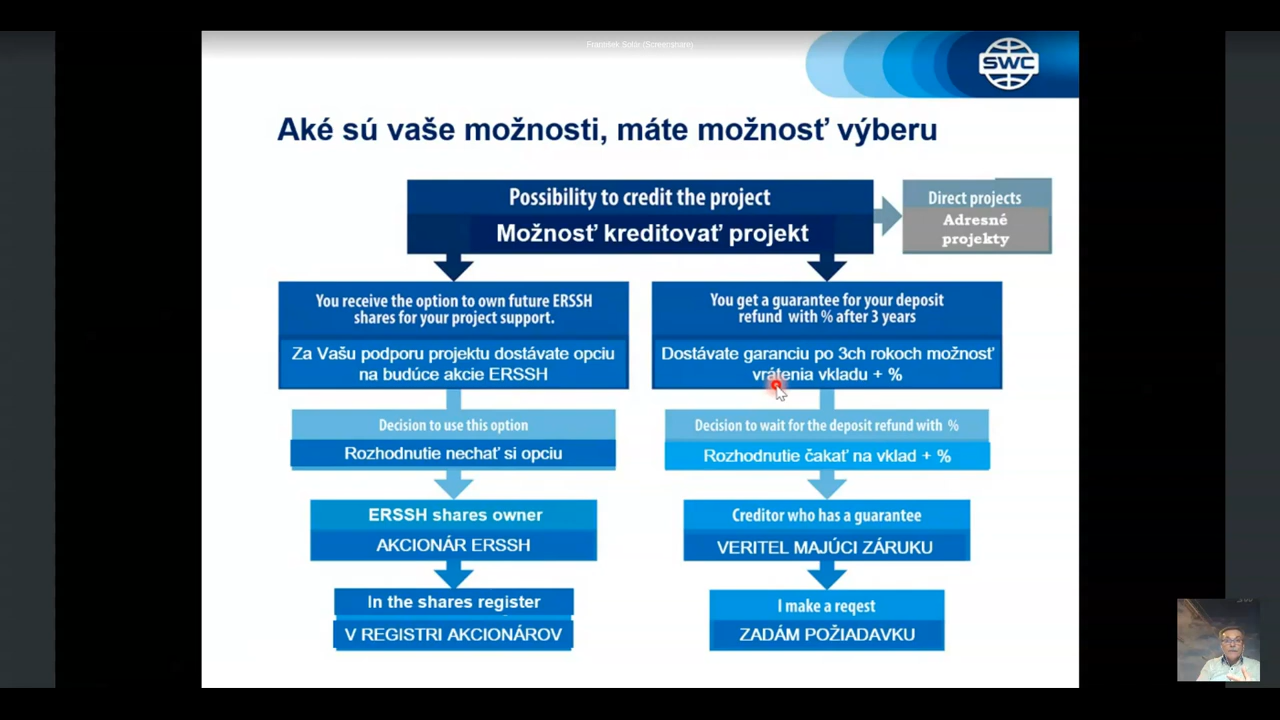 František Solár (Screensharin)
SWC
Aké sú vaše možnosti, máte možnosť výberu
Possibility to credit the project
Možnosť kreditovať projekt
Direct projects
Adresné
projekty
You receive the option to own future ERSSH
shares for your project support.
Za Vašu podporu projektu dostávate opciu
na budúce akcie ERSSH
You get a guarantee for your deposit
refund with % after 3 years
Dostávate garanciu po 3ch rokoch možnosť
vrátenia vkladu + %
Decision to use this option
Rozhodnutie nechať si opciu
Decision to wait for the deposit refund with %
Rozhodnutie čakať na vklad + %
ERSSH shares owner
AKCIONÁR ERSSH
Creditor who has a guarantee
VERITEL MAJÚCI ZÁRUKU
In the shares register
V REGISTRI AKCIONÁROV
I make a reqest
ZADÁM POŽIADAVKU